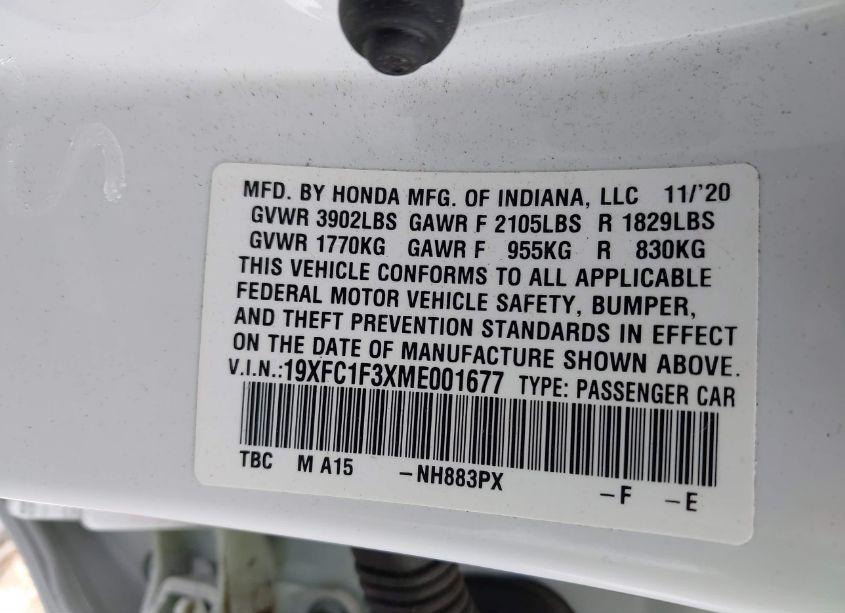 MFD. BY HONDA MFG. OF INDIANA, LLC 11/'20
GVWR 3902LBS GAWR F 2105LBS R 1829LBS
GVWR 1770KG GAWR F 955KG R 830KG
THIS VEHICLE CONFORMS TO ALL APPLICABLE
FEDERAL MOTOR VEHICLE SAFETY, BUMPER,
AND THEFT PREVENTION STANDARDS IN EFFECT
ON THE DATE OF MANUFACTURE SHOWN ABOVE.
V.I.N.:19XFC1F3XME001677 TYPE: PASSENGER CAR
TBC M A15 -NH883PX -F -E